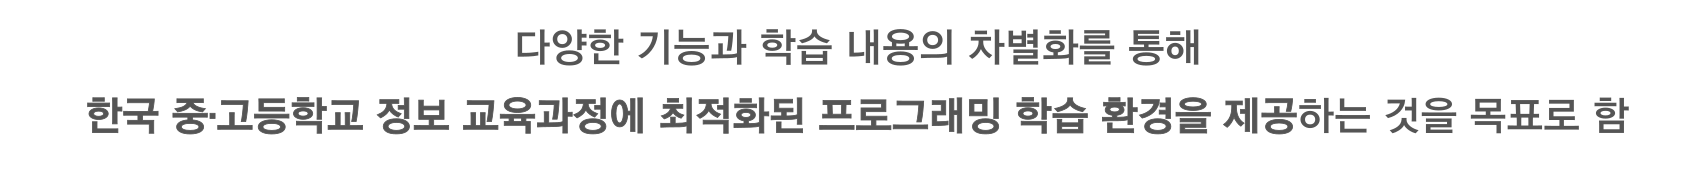 다양한 기능과 학습 내용의 차별화를 통해
한국 중·고등학교 정보 교육과정에 최적화된 프로그래밍 학습 환경을 제공하는 것을 목표로 함